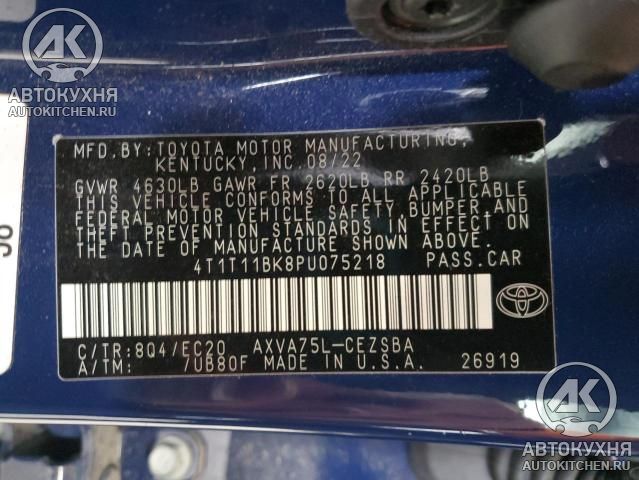 АК
АВТОКУХНЯ
AUTOKITCHEN.RU
MFD. BY: TOYOTA MOTOR MANUFACTURING,
KENTUCKY, INC. 08/22
GVWR 4630LB GAWR FR 2620LB RR 2420LB
THIS VEHICLE CONFORMS TO ALL APPLICABLE
FEDERAL MOTOR VEHICLE SAFETY, BUMPER AND
THEFT PREVENTION STANDARDS IN EFFECT ON
THE DATE OF MANUFACTURE SHOWN ABOVE.
4T1T11BK8PU075218 PASS.CAR
C/TR: 8Q4/EC20 AXVA75L-CEZSBA
A/TM: /UB80F MADE IN U.S.A. 26919
АК
АВТОКУХНЯ
AUTOKITCHEN.RU